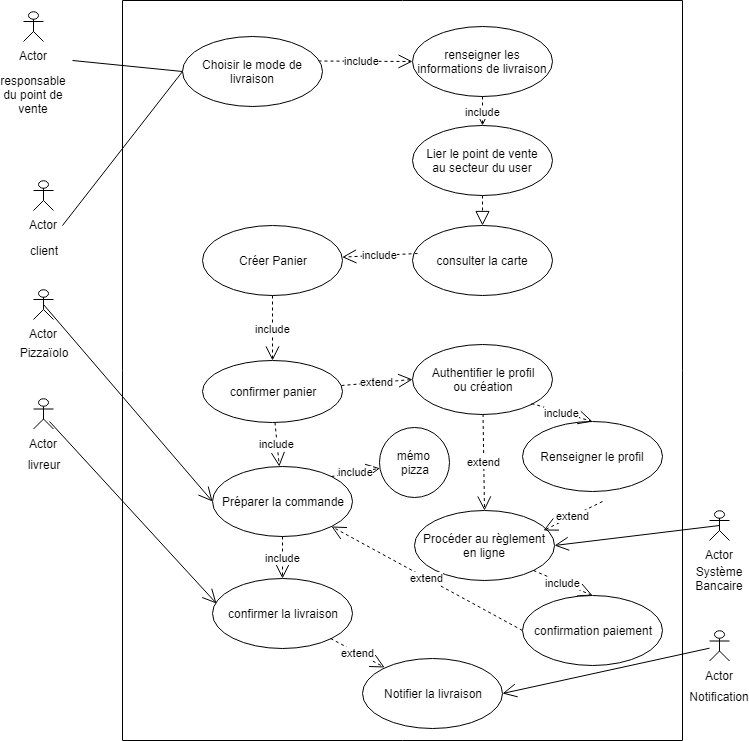 Actor
responsable
du point de
vente
Choisir le mode de
livraison
include
renseigner les
informations de livraison
include
Lier le point de vente
au secteur du user
Actor
client
Créer Panier
include
consulter la carte
Actor
Pizzaïolo
include
confirmer panier
extend
Authentifier le profil
ou création
include
Actor
livreur
include
mémo
pizza
include
extend
Renseigner le profil
Préparer la commande
extend
Procéder au règlement
en ligne
Actor
Système
Bancaire
include
extend
include
confirmer la livraison
confirmation paiement
extend
Notifier la livraison
Actor
Notification